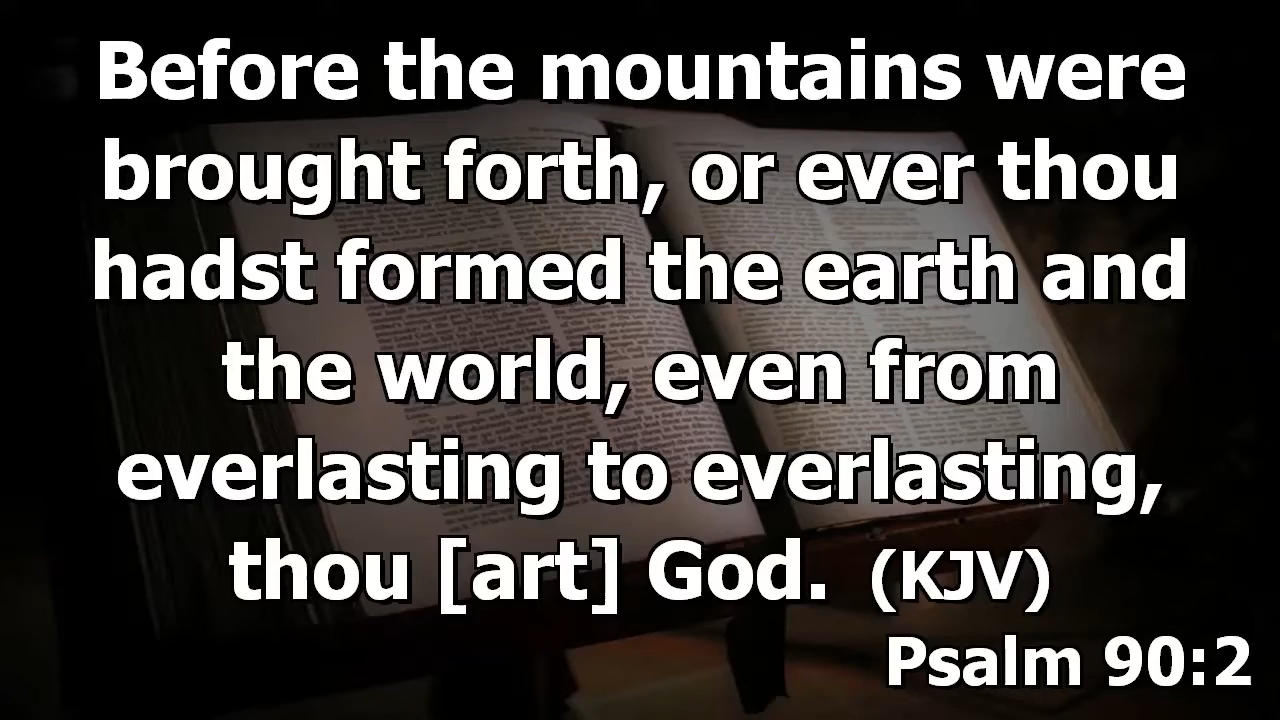 Before the mountains were
brought forth, or ever thou
hadst formed the earth and
the world, even from
everlasting to everlasting,
thou [art] God. (KJV)
Psalm 90:2